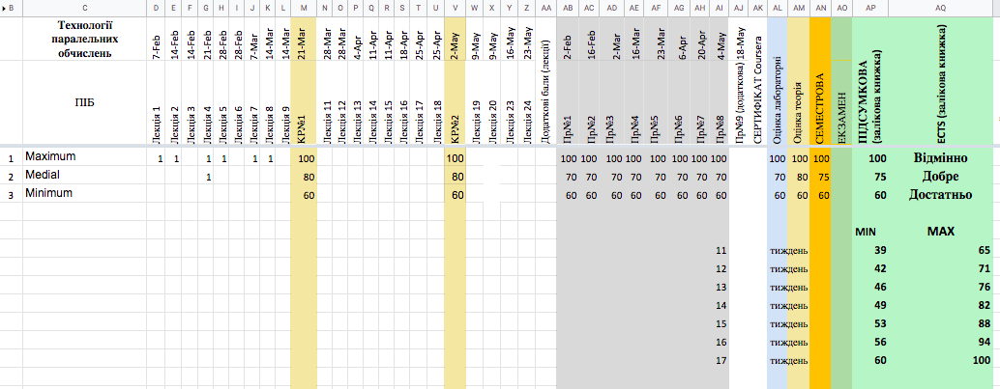 B C D E F G H I J K L M N O P Q R S T U V W X Y Z AA AB AC AD AE AF AG AH AI AJ AK AL AM AN AO AP AQ
Технології паралельних обчислень 7-Feb 14-Feb 14-Feb 21-Feb 28-Feb 28-Feb 7-Mar 14-Mar 14-Mar 21-Mar 28-Mar 28-Mar 4-Apr 11-Apr 11-Apr 18-Apr 25-Apr 25-Apr 2-May 9-May 9-May 16-May 23-May 2-Feb 16-Feb 2-Mar 16-Mar 23-Mar 6-Apr 20-Apr 4-May 18-May
ПІБ Лекція 1 Лекція 2 Лекція 3 Лекція 4 Лекція 5 Лекція 6 Лекція 7 Лекція 8 Лекція 9 КР№1 Лекція 11 Лекція 12 Лекція 13 Лекція 14 Лекція 15 Лекція 16 Лекція 17 Лекція 18 КР№2 Лекція 19 Лекція 20 Лекція 23 Лекція 24 Додаткові бали (лекції) Пр№1 Пр№2 Пр№3 Пр№4 Пр№5 Пр№6 Пр№7 Пр№8 Пр№9 (додаткова) СЕРТИФІКАТ Coursera Оцінка лабораторні Оцінка теорія СЕМЕСТРОВА ЕКЗАМЕН ПІДСУМКОВА (залікова книжка) ECTS (залікова книжка)
1 Maximum 1 1 1 1 1 1 100 100 100 100 100 100 100 100 100 100 100 100 100 100 Відмінно
2 Medial 1 80 80 70 70 70 70 70 70 70 70 70 80 75 75 Добре
3 Minimum 60 60 60 60 60 60 60 60 60 60 60 60 60 60 Достатньо
MIN MAX
11 тиждень 39 65
12 тиждень 42 71
13 тиждень 46 76
14 тиждень 49 82
15 тиждень 53 88
16 тиждень 56 94
17 тиждень 60 100